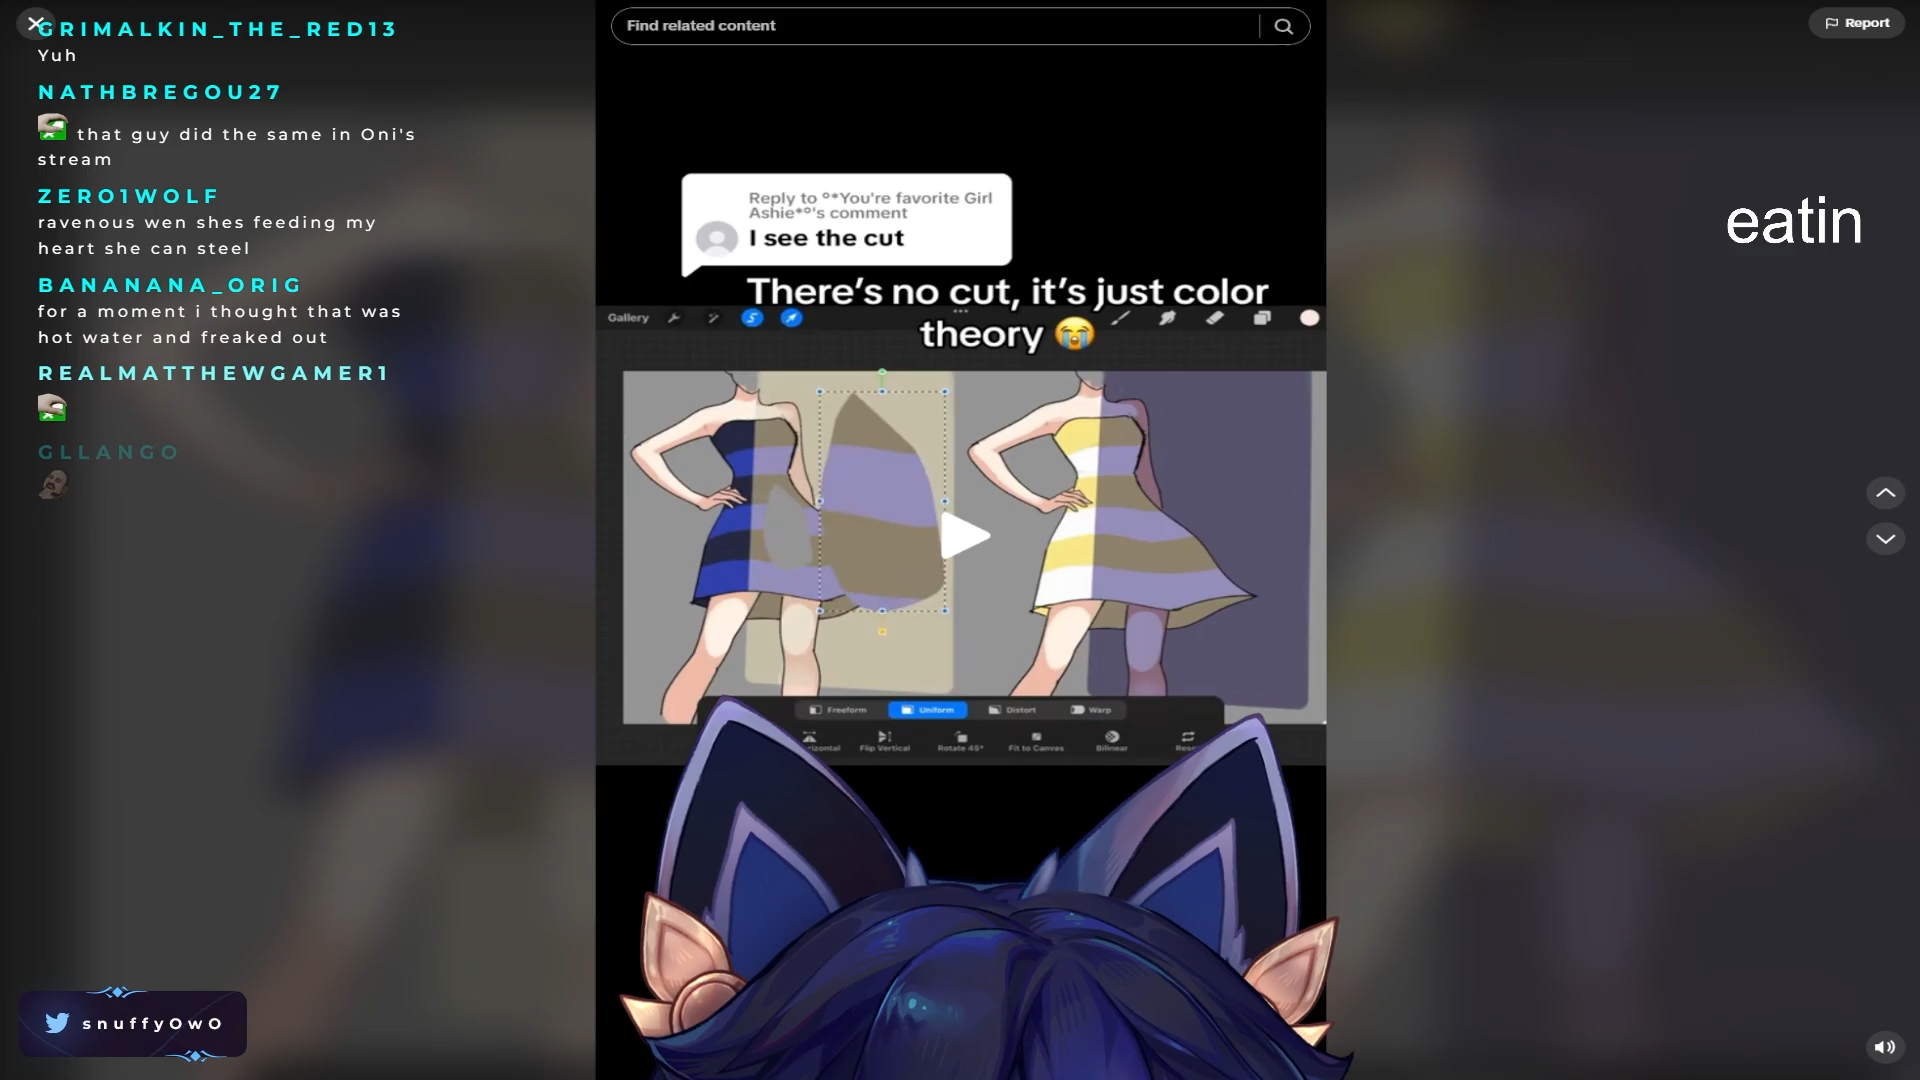 GRIMALKIN_THE_RED13
Yuh
NATHBREGOU27
that guy did the same in Oni's
stream
ZERO1WOLF
ravenous wen shes feeding my
heart she can steel
BANANANA_ORIG
for a moment i thought that was
hot water and freaked out
REALMATTHEWGAMER1
GLLANGO
snuffyOwO
Find related content
Reply to °*You're favorite Girl
Ashie*°'s comment
I see the cut
There's no cut, it's just color
theory 😭
Gallery
Freeform Uniform Distort Warp
Flip Vertical Rotate 45° Fit to Canvas Bilinear
Report
eatin